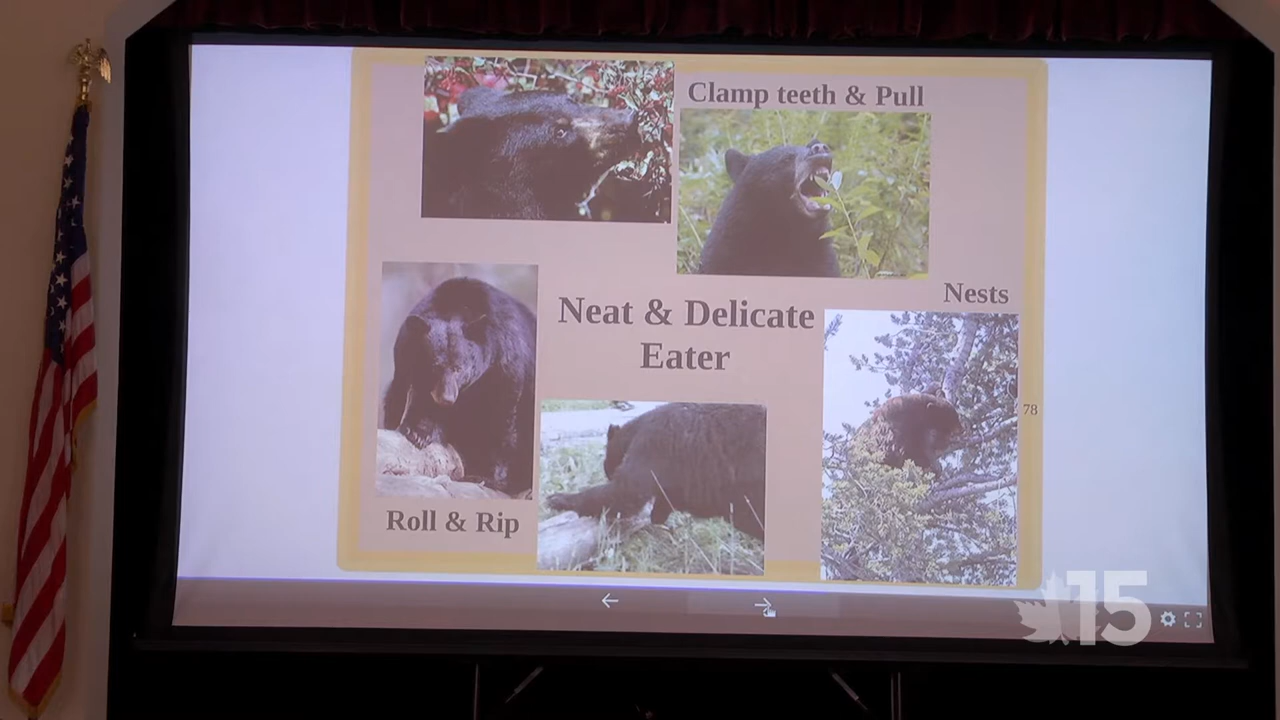 Clamp teeth & Pull
Nests
Neat & Delicate
Eater
78
Roll & Rip
15